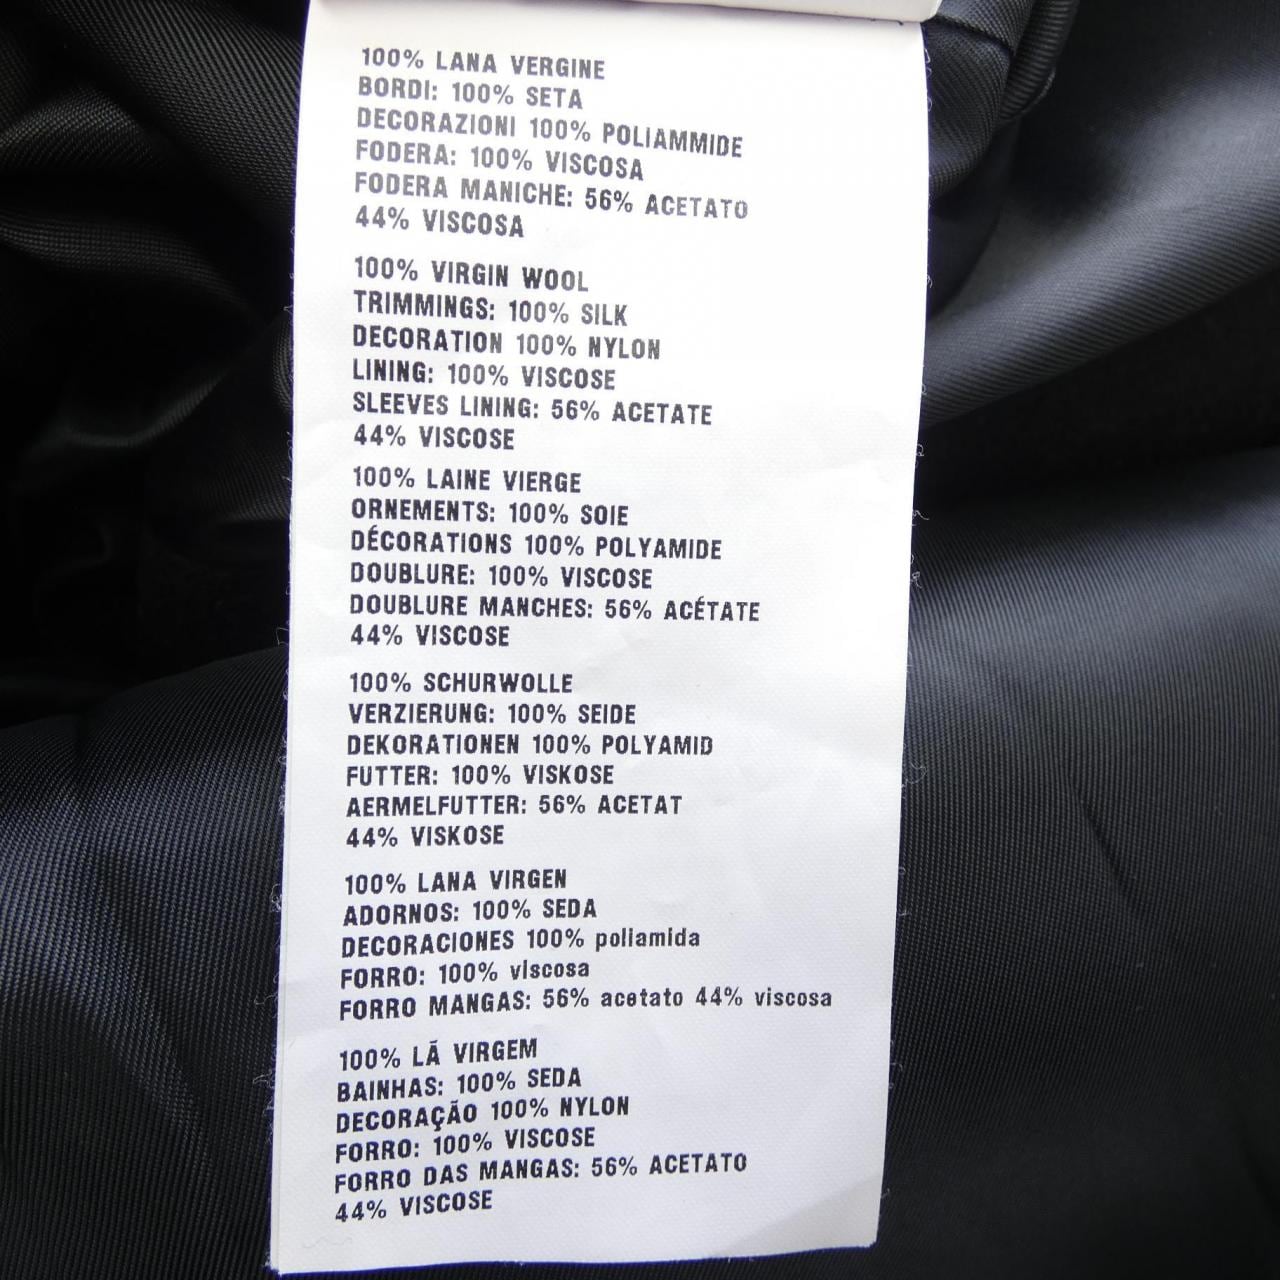 100% LANA VERGINE
BORDI: 100% SETA
DECORAZIONI 100% POLIAMMIDE
FODERA: 100% VISCOSA
FODERA MANICHE: 56% ACETATO
44% VISCOSA
100% VIRGIN WOOL
TRIMMINGS: 100% SILK
DECORATION 100% NYLON
LINING: 100% VISCOSE
SLEEVES LINING: 56% ACETATE
44% VISCOSE
100% LAINE VIERGE
ORNEMENTS: 100% SOIE
DÉCORATIONS 100% POLYAMIDE
DOUBLURE: 100% VISCOSE
DOUBLURE MANCHES: 56% ACÉTATE
44% VISCOSE
100% SCHURWOLLE
VERZIERUNG: 100% SEIDE
DEKORATIONEN 100% POLYAMID
FUTTER: 100% VISKOSE
AERMELFUTTER: 56% ACETAT
44% VISKOSE
100% LANA VIRGEN
ADORNOS: 100% SEDA
DECORACIONES 100% poliamida
FORRO: 100% viscosa
FORRO MANGAS: 56% acetato 44% viscosa
100% LÃ VIRGEM
BAINHAS: 100% SEDA
DECORAÇÃO 100% NYLON
FORRO: 100% VISCOSE
FORRO DAS MANGAS: 56% ACETATO
44% VISCOSE